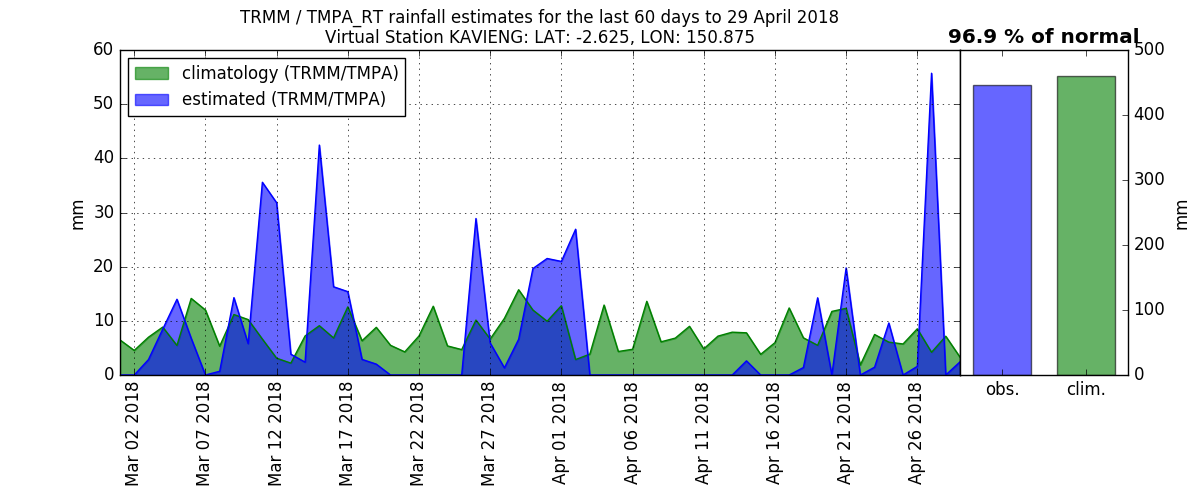 TRMM / TMPA_RT rainfall estimates for the last 60 days to 29 April 2018
Virtual Station KAVIENG: LAT: -2.625, LON: 150.875
96.9 % of normal
climatology (TRMM/TMPA)
estimated (TRMM/TMPA)
60
50
40
30
20
10
0
mm
Mar 02 2018
Mar 07 2018
Mar 12 2018
Mar 17 2018
Mar 22 2018
Mar 27 2018
Apr 01 2018
Apr 06 2018
Apr 11 2018
Apr 16 2018
Apr 21 2018
Apr 26 2018
obs.
clim.
500
400
300
200
100
0
mm